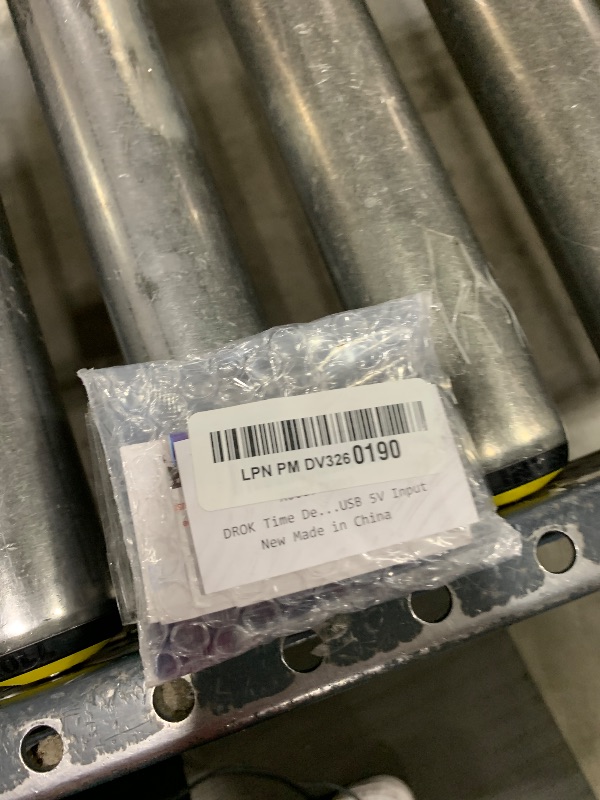 LPN PM DV3260190
DROK Time De...USB 5V Input
New Made in China